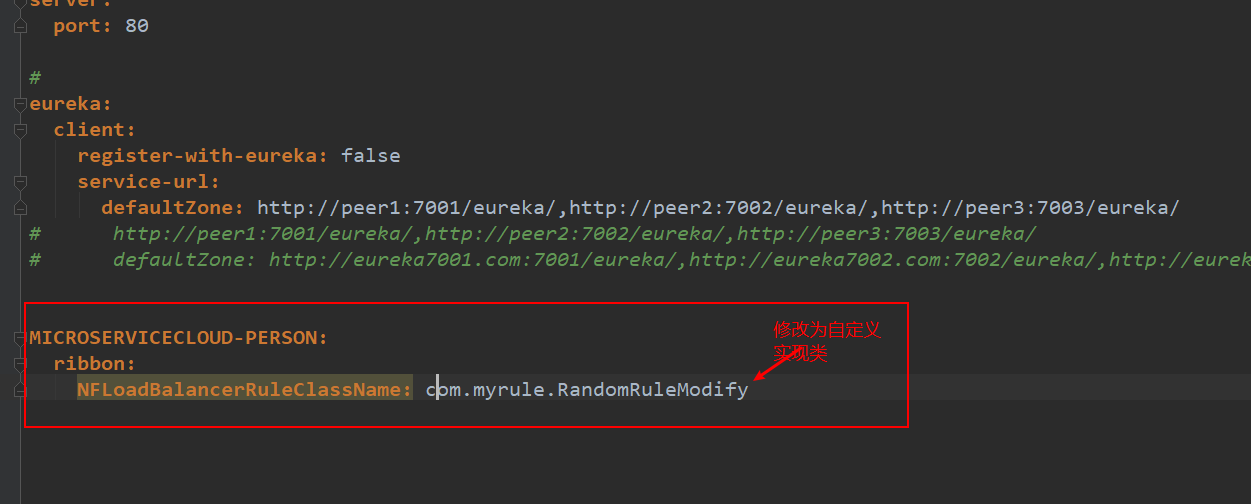 server:
port: 80
#
eureka:
client:
register-with-eureka: false
service-url:
defaultZone: http://peer1:7001/eureka/,http://peer2:7002/eureka/,http://peer3:7003/eureka/
# http://peer1:7001/eureka/,http://peer2:7002/eureka/,http://peer3:7003/eureka/
# defaultZone: http://eureka7001.com:7001/eureka/,http://eureka7002.com:7002/eureka/,http://eurek
MICROSERVICECLOUD-PERSON:
修改为自定义
实现类
ribbon:
NFLoadBalancerRuleClassName: com.myrule.RandomRuleModify